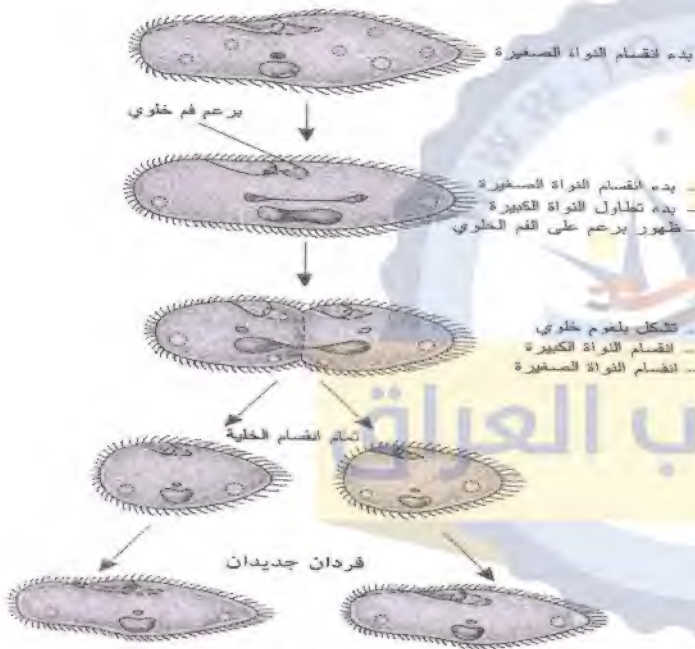 بدء انقسام النواة الصغيرة
برعم فم خلوي
ـ بدء انقسام النواة الصغيرة
ـ بدء تطاول النواة الكبيرة
ـ ظهور برعم على الفم الخلوي
تشكل بلعوم خلوي
ـ انقسام النواة الكبيرة
ـ انقسام النواة الصغيرة
تمام انقسام الخلية
ب العراق
فردان جديدان